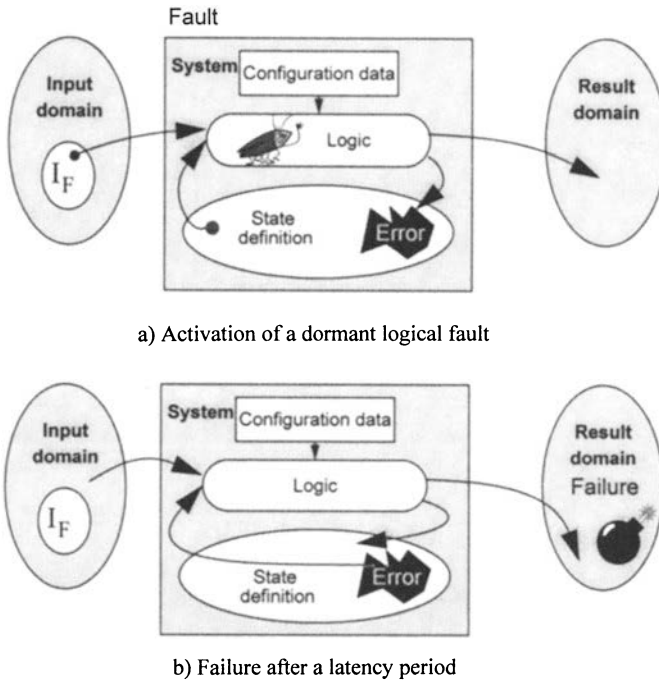 Fault
Input
domain
I_F
System
Configuration data
Logic
State
definition
Error
Result
domain
a) Activation of a dormant logical fault
Input
domain
I_F
System
Configuration data
Logic
State
definition
Error
Result
domain
Failure
b) Failure after a latency period